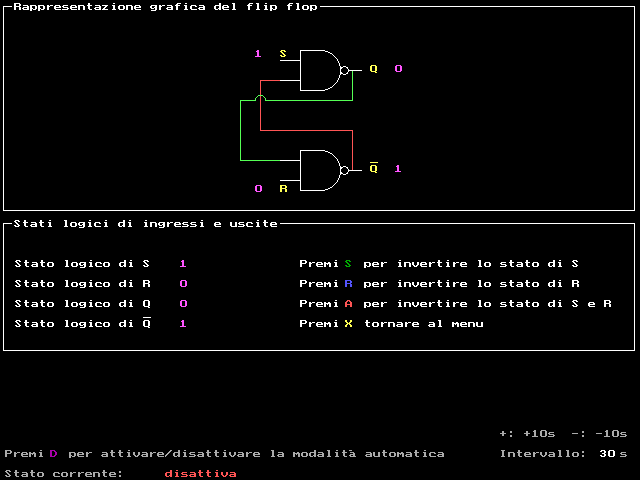 Rappresentazione grafica del flip flop
1 S
Q 0
Q̅ 1
0 R
Stati logici di ingressi e uscite
Stato logico di S 1 Premi S per invertire lo stato di S
Stato logico di R 0 Premi R per invertire lo stato di R
Stato logico di Q 0 Premi A per invertire lo stato di S e R
Stato logico di Q̅ 1 Premi X tornare al menu
+: +10s -: -10s
Premi D per attivare/disattivare la modalità automatica Intervallo: 30 s
Stato corrente: disattiva